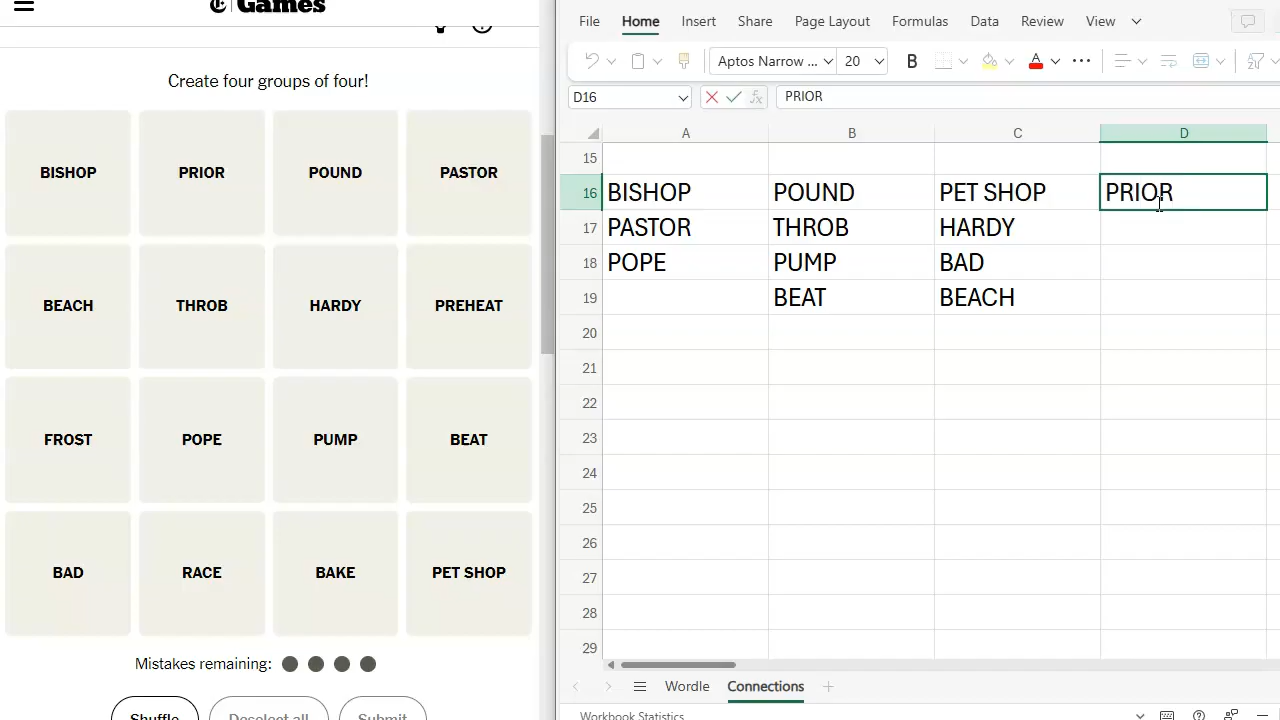 Games
Create four groups of four!
BISHOP PRIOR POUND PASTOR
BEACH THROB HARDY PREHEAT
FROST POPE PUMP BEAT
BAD RACE BAKE PET SHOP
Mistakes remaining:
Shuffle Deselect all Submit
File Home Insert Share Page Layout Formulas Data Review View
Aptos Narrow ... 20 B A
D16 fx PRIOR
A B C D
15
16 BISHOP POUND PET SHOP PRIOR
17 PASTOR THROB HARDY
18 POPE PUMP BAD
19 BEAT BEACH
20
21
22
23
24
25
26
27
28
29
Wordle Connections
Workbook Statistics